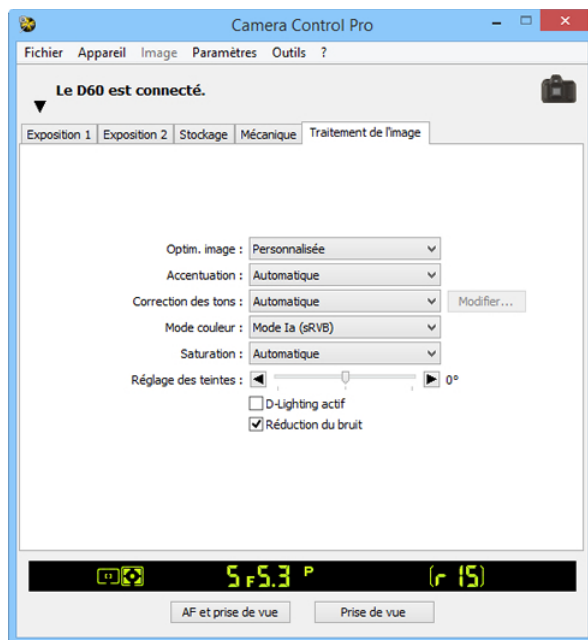 Camera Control Pro
Fichier Appareil Image Paramètres Outils ?
Le D60 est connecté.
Exposition 1 Exposition 2 Stockage Mécanique Traitement de l'image
Optim. image : Personnalisée
Accentuation : Automatique
Correction des tons : Automatique Modifier...
Mode couleur : Mode Ia (sRVB)
Saturation : Automatique
Réglage des teintes : 0°
D-Lighting actif
Réduction du bruit
5 F5.3 P (r 15)
AF et prise de vue Prise de vue